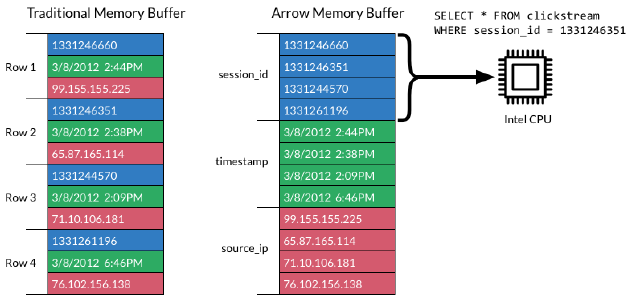 Traditional Memory Buffer
Row 1
1331246660
3/8/2012 2:44PM
99.155.155.225
Row 2
1331246351
3/8/2012 2:38PM
65.87.165.114
Row 3
1331244570
3/8/2012 2:09PM
71.10.106.181
Row 4
1331261196
3/8/2012 6:46PM
76.102.156.138
Arrow Memory Buffer
session_id
1331246660
1331246351
1331244570
1331261196
timestamp
3/8/2012 2:44PM
3/8/2012 2:38PM
3/8/2012 2:09PM
3/8/2012 6:46PM
source_ip
99.155.155.225
65.87.165.114
71.10.106.181
76.102.156.138
SELECT * FROM clickstream
WHERE session_id = 1331246351
Intel CPU